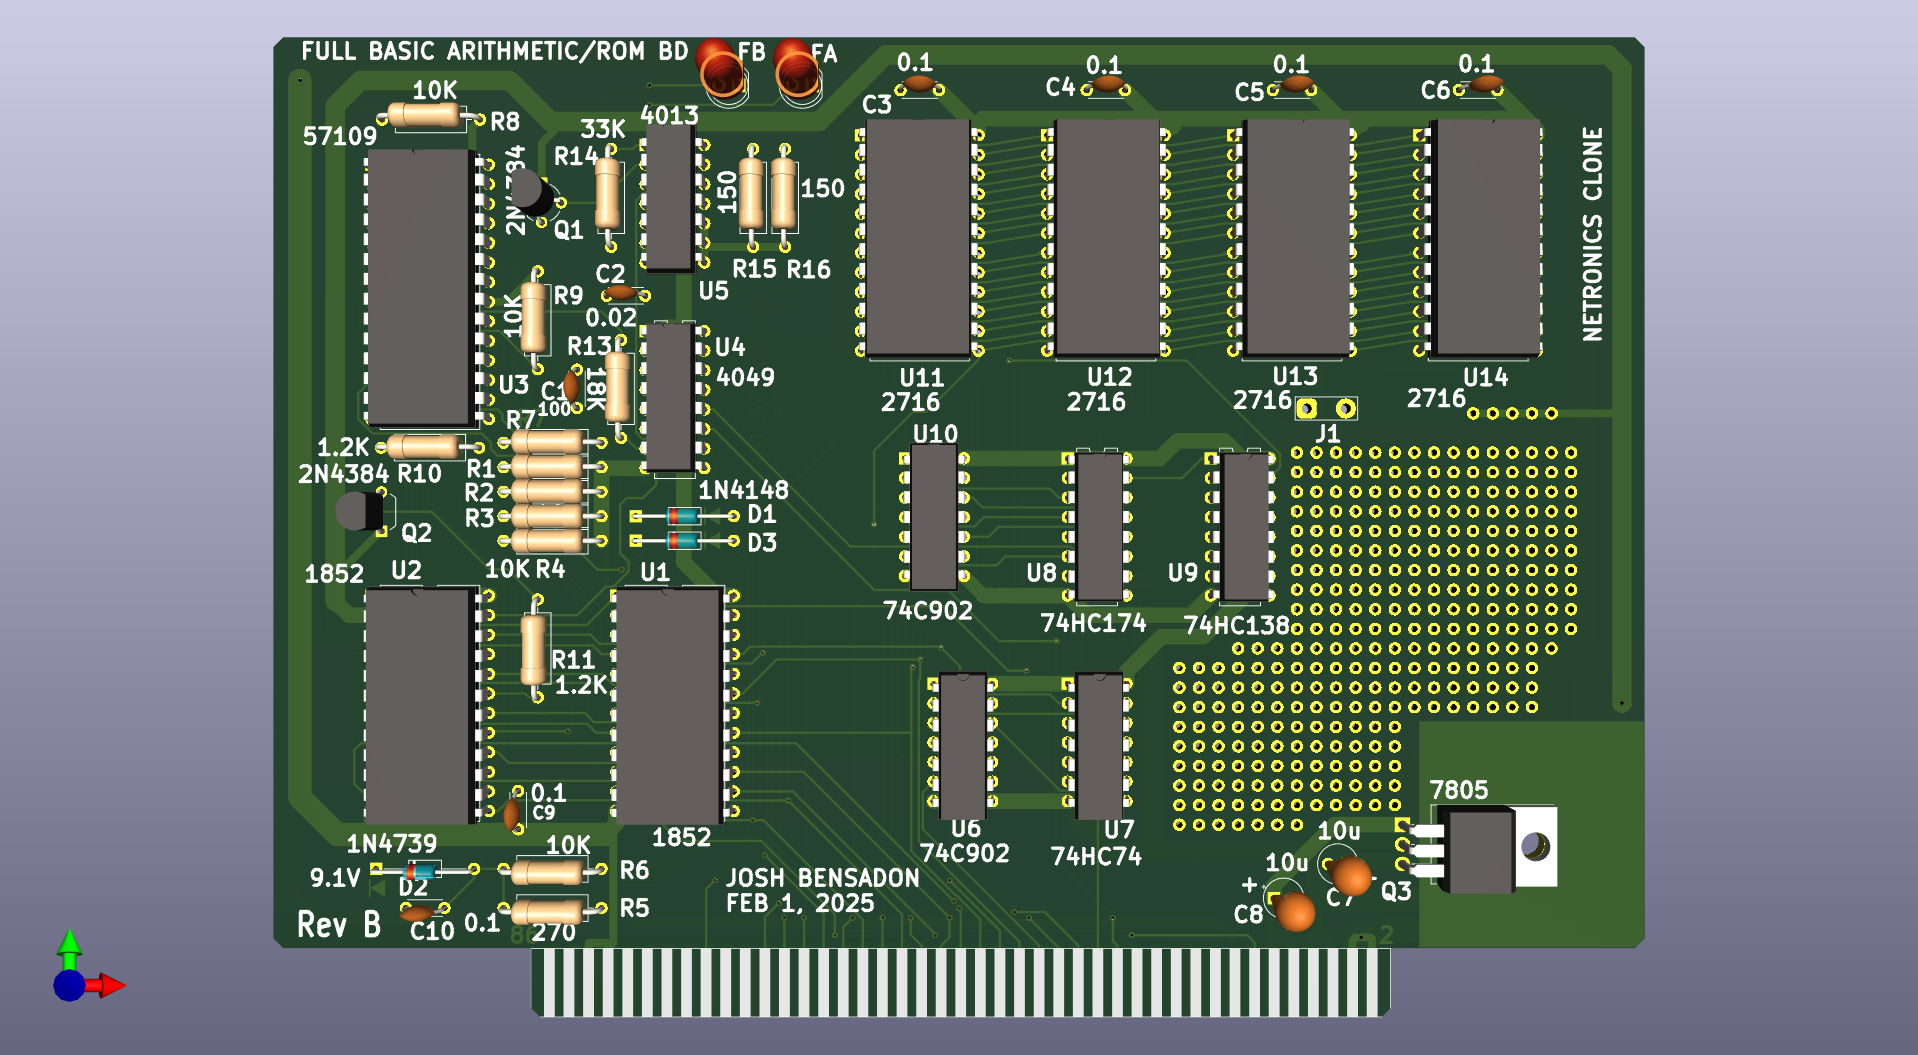 FULL BASIC ARITHMETIC/ROM BD
FB
FA
0.1
C3
0.1
C4
0.1
C5
0.1
C6
10K
R8
57109
33K
R14
4013
Q1
150
150
R15
R16
U5
C2
0.02
10K
R9
R13
18K
C1
100
U3
U4
4049
R7
NETRONICS CLONE
U11
2716
U12
2716
U13
2716
U14
2716
J1
1.2K
R10
2N4384
Q2
R1
R2
R3
10K R4
1N4148
D1
D3
U10
74C902
U8
74HC174
U9
74HC138
1852
U2
U1
R11
1.2K
0.1
C9
1852
U6
74C902
U7
74HC74
7805
10u
10u
+
C8
C7
Q3
1N4739
9.1V
D2
10K
R6
R5
270
0.1
C10
Rev B
JOSH BENSADON
FEB 1, 2025
86
2